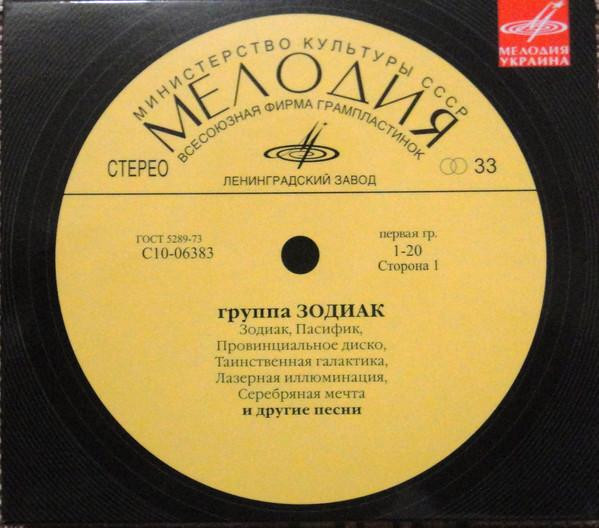 МЕЛОДИЯ
УКРАИНА
МИНИСТЕРСТВО КУЛЬТУРЫ СССР
МЕЛОДИЯ
ВСЕСОЮЗНАЯ ФИРМА ГРАМПЛАСТИНОК
СТЕРЕО
33
ЛЕНИНГРАДСКИЙ ЗАВОД
ГОСТ 5289-73
С10-06383
первая гр.
1-20
Сторона 1
группа ЗОДИАК
Зодиак, Пасифик,
Провинциальное диско,
Таинственная галактика,
Лазерная иллюминация,
Серебряная мечта
и другие песни